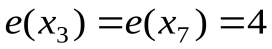 e(x₃) = e(x₇) = 4